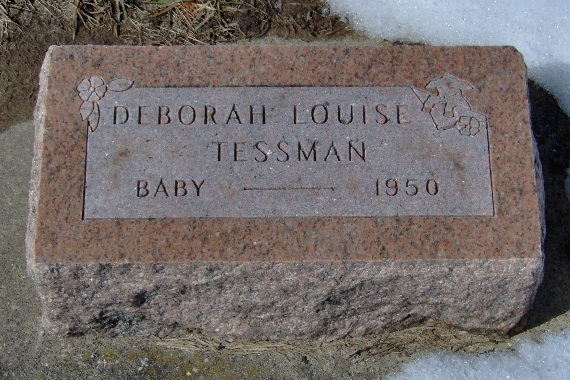 DEBORAH LOUISE
TESSMAN
BABY — 1950